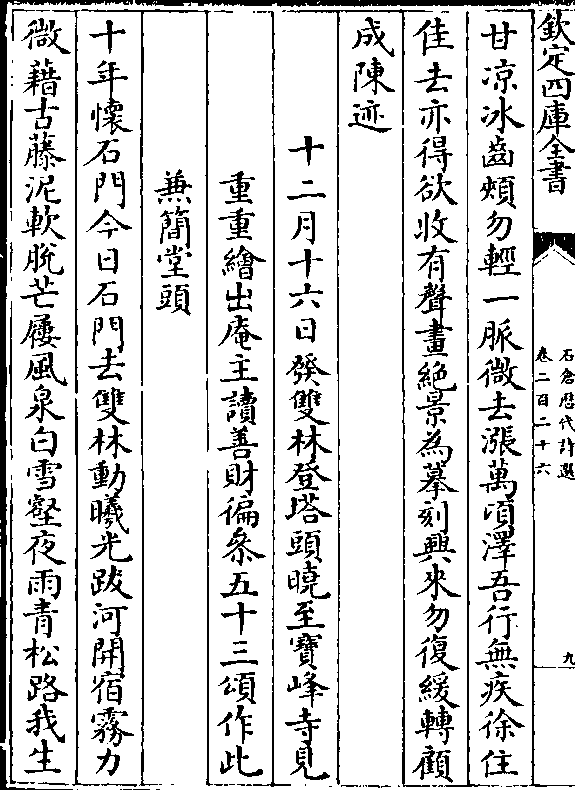 欽定四庫全書
石倉歷代詩選
卷二百二十六
九
甘凉冰齒頰勿輕一脈微去漲萬頃澤吾行無疾徐住
佳去亦得欲收有聲畫絶景為摹刻興來勿復緩轉顧
成陳迹
十二月十六日發雙林登塔頭曉至寶峰寺見
重重繪出庵主讀善財徧叅五十三頌作此
兼簡堂頭
十年懷石門今日石門去雙林動曦光跋河開宿霧力
微藉古藤泥軟脫芒屨風泉白雪壑夜雨青松路我生